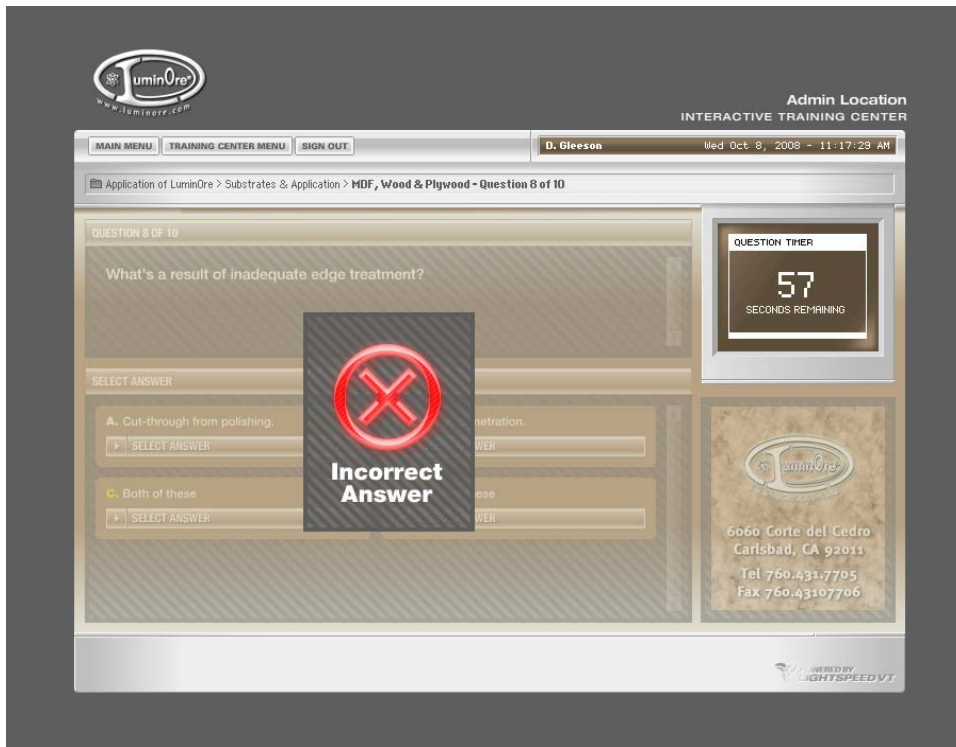 LuminOre
www.luminore.com
Admin Location
INTERACTIVE TRAINING CENTER
MAIN MENU TRAINING CENTER MENU SIGN OUT
D. Gleeson Wed Oct 8, 2008 - 11:17:29 AM
Application of LuminOre > Substrates & Application > MDF, Wood & Plywood - Question 8 of 10
QUESTION 8 OF 10
What's a result of inadequate edge treatment?
QUESTION TIMER
57
SECONDS REMAINING
SELECT ANSWER
A. Cut-through from polishing.
SELECT ANSWER
C. Both of these
SELECT ANSWER
Incorrect
Answer
LuminOre
6060 Corte del Cedro
Carlsbad, CA 92011
Tel 760.431.7705
Fax 760.43107706
POWERED BY
LIGHTSPEED VT